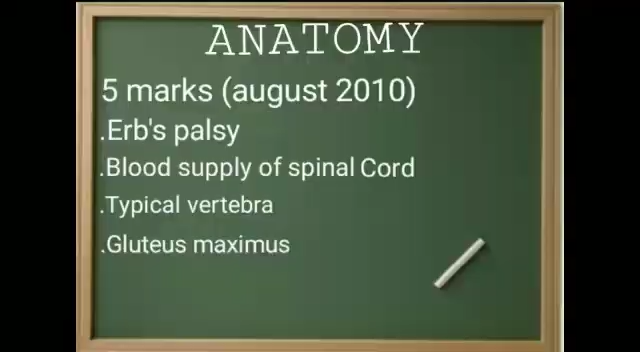 ANATOMY
5 marks (august 2010)
.Erb's palsy
.Blood supply of spinal Cord
.Typical vertebra
.Gluteus maximus